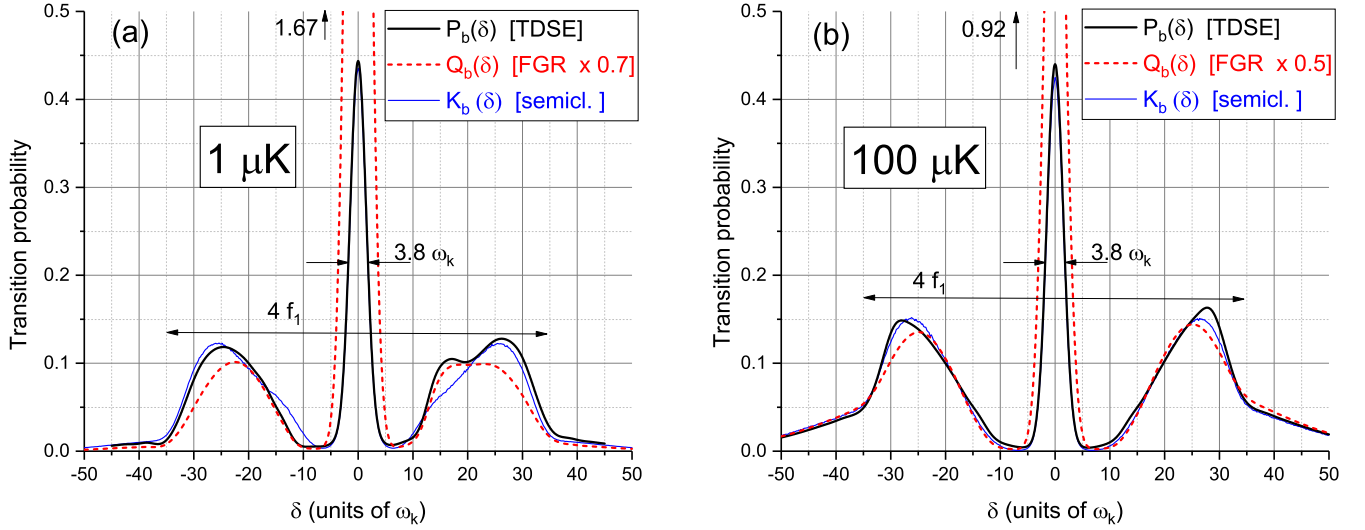 (a)
1.67
P_b(δ) [TDSE]
Q_b(δ) [FGR x 0.7]
K_b (δ) [semicl. ]
1 μK
3.8 ω_k
4 f_1
Transition probability
0.5
0.4
0.3
0.2
0.1
0.0
-50 -40 -30 -20 -10 0 10 20 30 40 50
δ (units of ω_k)
(b)
0.92
P_b(δ) [TDSE]
Q_b(δ) [FGR x 0.5]
K_b (δ) [semicl. ]
100 μK
3.8 ω_k
4 f_1
Transition probability
0.5
0.4
0.3
0.2
0.1
0.0
-50 -40 -30 -20 -10 0 10 20 30 40 50
δ (units of ω_k)